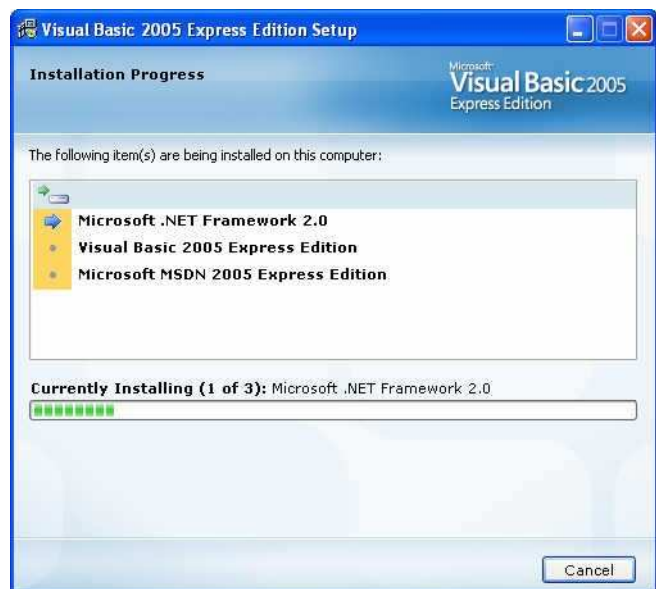 Visual Basic 2005 Express Edition Setup
Installation Progress
Microsoft
Visual Basic 2005
Express Edition
The following item(s) are being installed on this computer:
Microsoft .NET Framework 2.0
Visual Basic 2005 Express Edition
Microsoft MSDN 2005 Express Edition
Currently Installing (1 of 3): Microsoft .NET Framework 2.0
Cancel